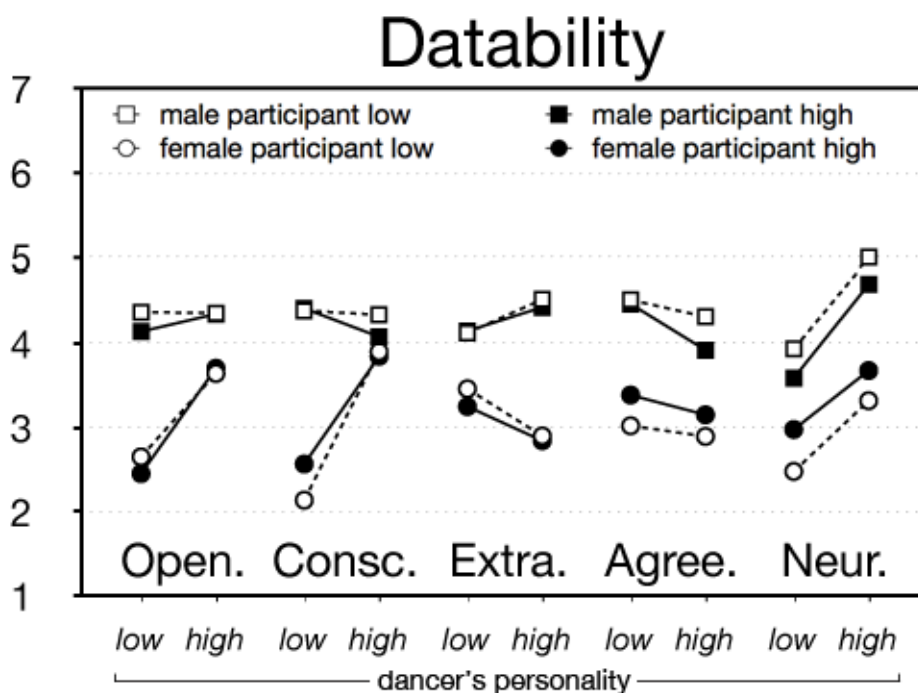 Datability
7
male participant low male participant high
female participant low female participant high
6
5
4
3
2
Open. Consc. Extra. Agree. Neur.
1
low high low high low high low high low high
dancer's personality